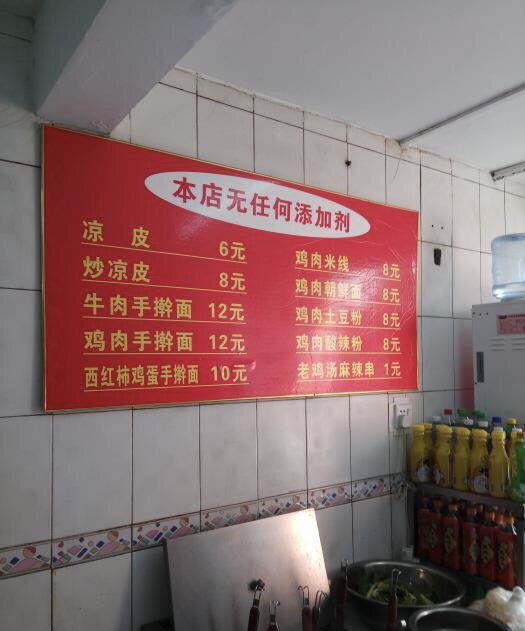 本店无任何添加剂
凉皮 6元
炒凉皮 8元
牛肉手擀面 12元
鸡肉手擀面 12元
西红柿鸡蛋手擀面 10元
鸡肉米线 8元
鸡肉朝鲜面 8元
鸡肉土豆粉 8元
鸡肉酸辣粉 8元
老鸡汤麻辣串 1元